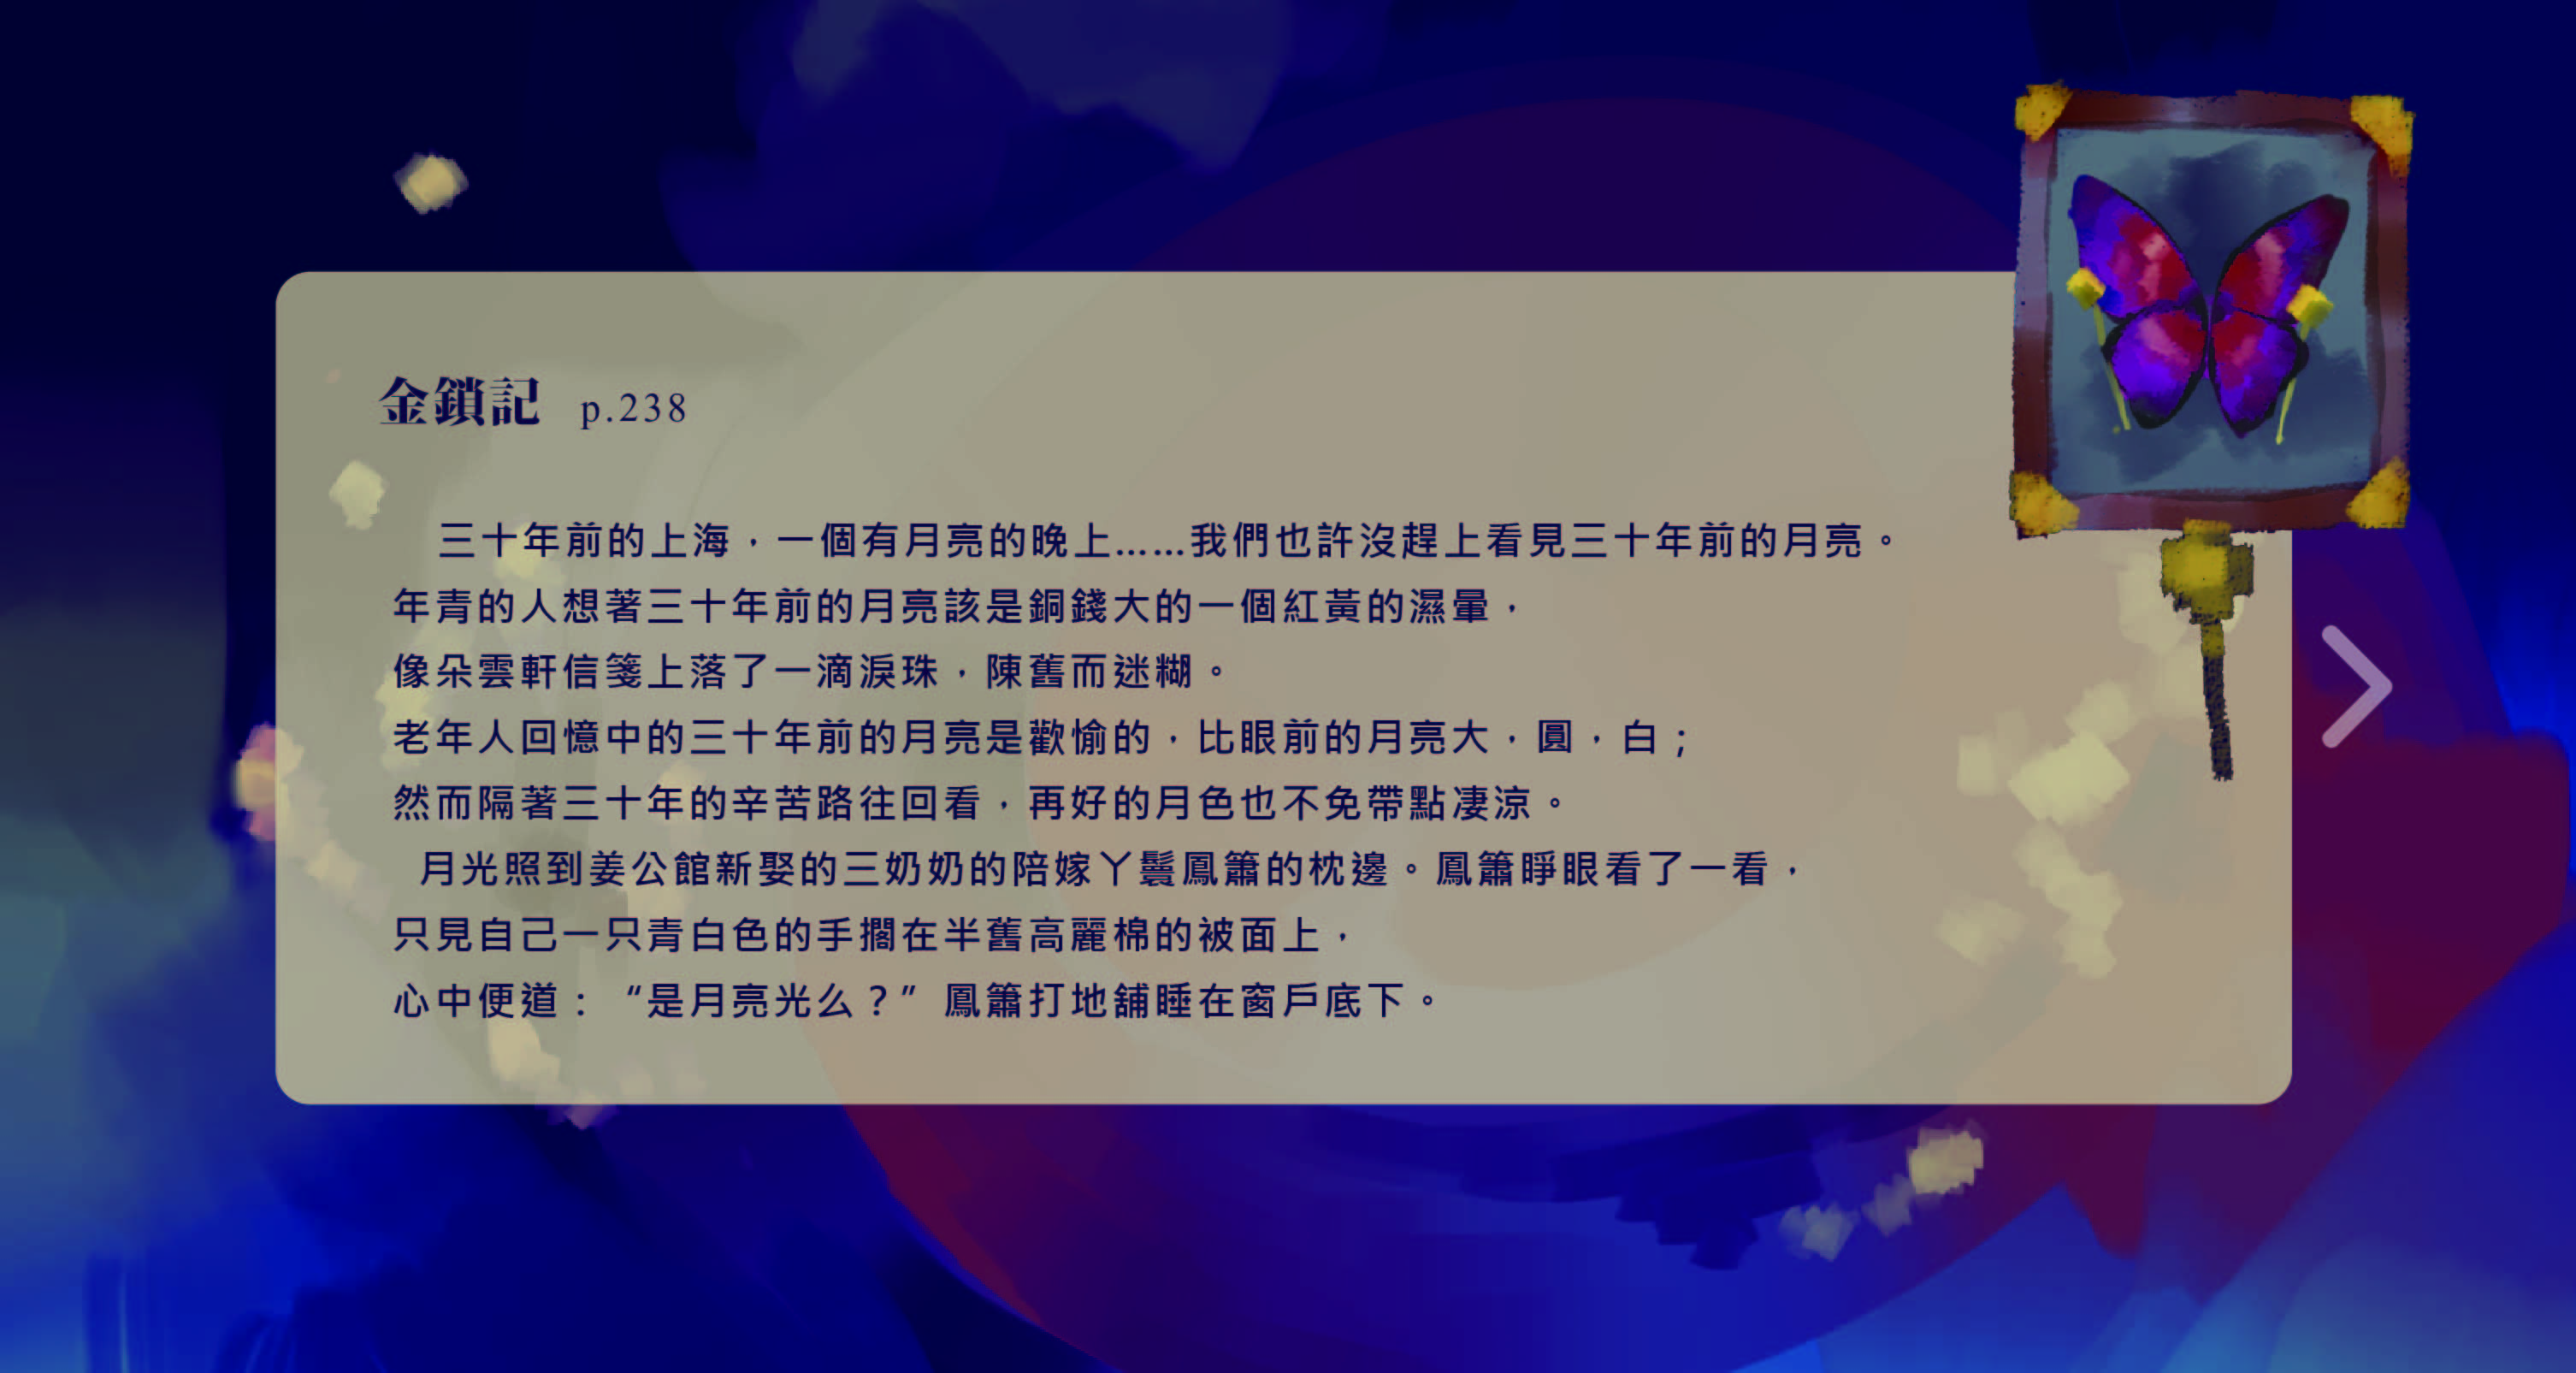 金鎖記 p.238
三十年前的上海，一個有月亮的晚上……我們也許沒趕上看見三十年前的月亮。
年青的人想著三十年前的月亮該是銅錢大的一個紅黃的濕暈，
像朵雲軒信箋上落了一滴淚珠，陳舊而迷糊。
老年人回憶中的三十年前的月亮是歡愉的，比眼前的月亮大，圓，白；
然而隔著三十年的辛苦路往回看，再好的月色也不免帶點凄涼。
月光照到姜公館新娶的三奶奶的陪嫁丫鬟鳳簫的枕邊。鳳簫睜眼看了一看，
只見自己一只青白色的手擱在半舊高麗棉的被面上，
心中便道：“是月亮光么？”鳳簫打地舖睡在窗戶底下。